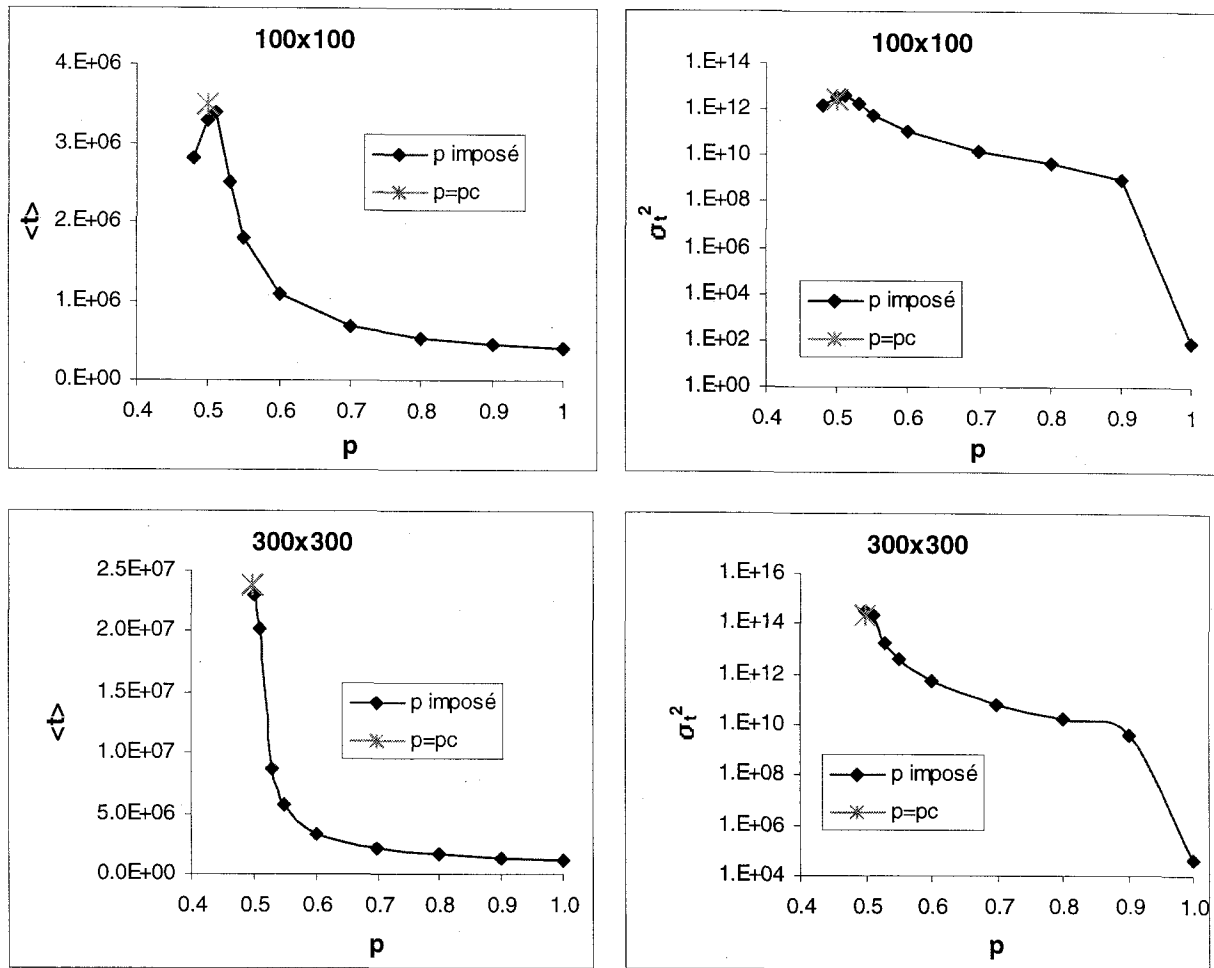 100x100
4.E+06
3.E+06
2.E+06
1.E+06
0.E+00
<t>
p imposé
p=pc
0.4 0.5 0.6 0.7 0.8 0.9 1
p
100x100
1.E+14
1.E+12
1.E+10
1.E+08
1.E+06
1.E+04
1.E+02
1.E+00
σt²
p imposé
p=pc
0.4 0.5 0.6 0.7 0.8 0.9 1
p
300x300
2.5E+07
2.0E+07
1.5E+07
1.0E+07
5.0E+06
0.0E+00
<t>
p imposé
p=pc
0.4 0.5 0.6 0.7 0.8 0.9 1.0
p
300x300
1.E+16
1.E+14
1.E+12
1.E+10
1.E+08
1.E+06
1.E+04
σt²
p imposé
p=pc
0.4 0.5 0.6 0.7 0.8 0.9 1.0
p